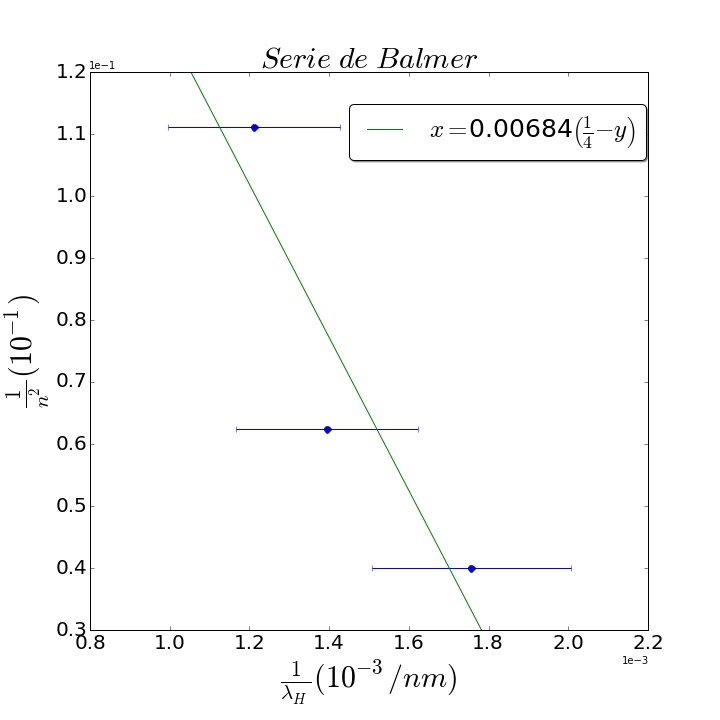 Serie de Balmer
1e−1
x=0.00684(1/4−y)
1.2
1.1
1.0
0.9
0.8
0.7
0.6
0.5
0.4
0.3
1/n²(10⁻¹)
0.8 1.0 1.2 1.4 1.6 1.8 2.0 2.2
1e−3
1/λ_H(10⁻³/nm)